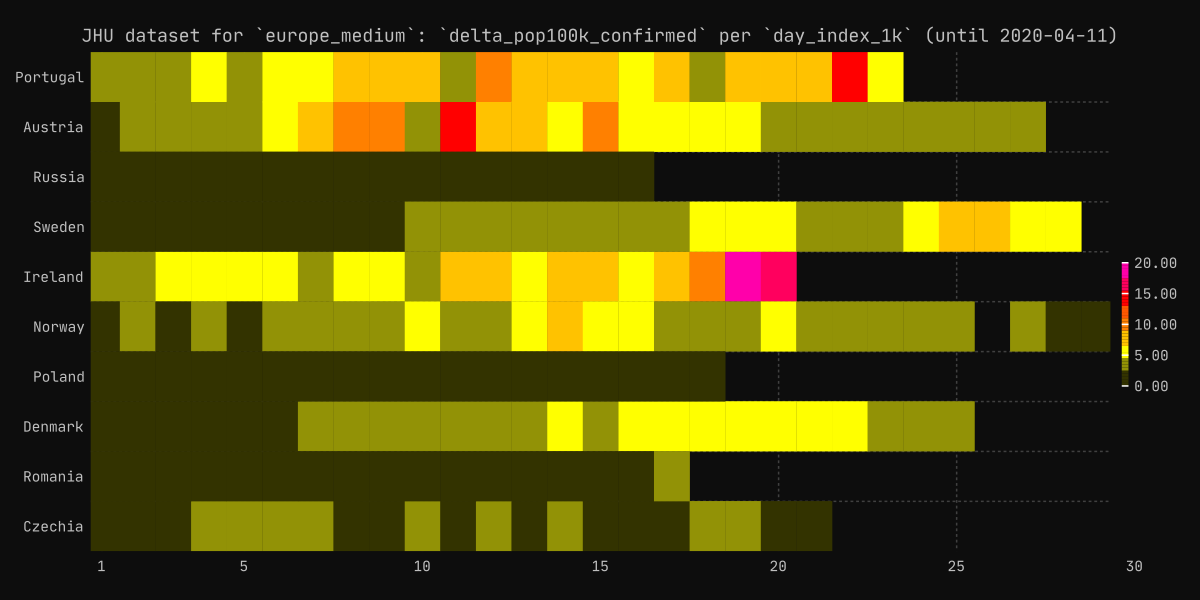 JHU dataset for `europe_medium`: `delta_pop100k_confirmed` per `day_index_1k` (until 2020-04-11)
Portugal
Austria
Russia
Sweden
Ireland
Norway
Poland
Denmark
Romania
Czechia
20.00
15.00
10.00
5.00
0.00
1 5 10 15 20 25 30